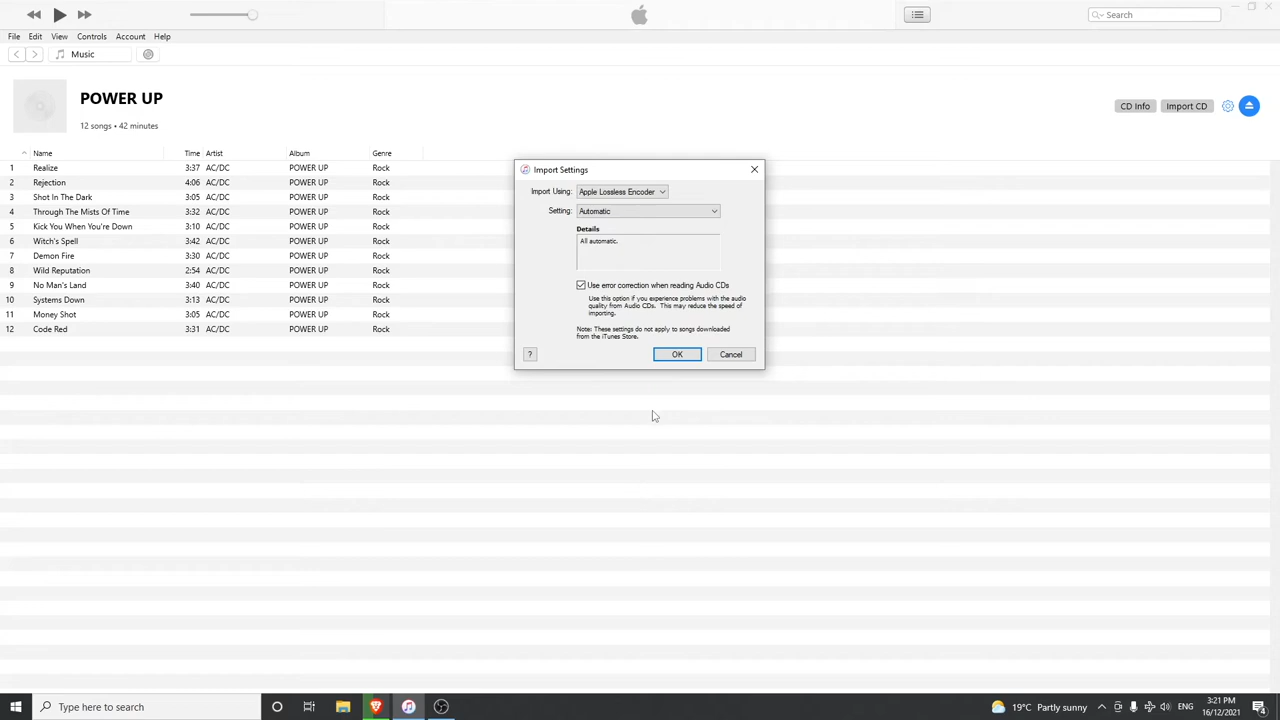 Search
File Edit View Controls Account Help
Music
POWER UP
12 songs • 42 minutes
CD Info Import CD
Name Time Artist Album Genre
1 Realize 3:37 AC/DC POWER UP Rock
2 Rejection 4:06 AC/DC POWER UP Rock
3 Shot In The Dark 3:05 AC/DC POWER UP Rock
4 Through The Mists Of Time 3:32 AC/DC POWER UP Rock
5 Kick You When You're Down 3:10 AC/DC POWER UP Rock
6 Witch's Spell 3:42 AC/DC POWER UP Rock
7 Demon Fire 3:30 AC/DC POWER UP Rock
8 Wild Reputation 2:54 AC/DC POWER UP Rock
9 No Man's Land 3:40 AC/DC POWER UP Rock
10 Systems Down 3:13 AC/DC POWER UP Rock
11 Money Shot 3:05 AC/DC POWER UP Rock
12 Code Red 3:31 AC/DC POWER UP Rock
Import Settings
Import Using: Apple Lossless Encoder
Setting: Automatic
Details
All automatic.
Use error correction when reading Audio CDs
Use this option if you experience problems with the audio
quality from Audio CDs. This may reduce the speed of
importing.
Note: These settings do not apply to songs downloaded
from the iTunes Store.
? OK Cancel
Type here to search
19°C Partly sunny
ENG
3:21 PM
16/12/2021
4